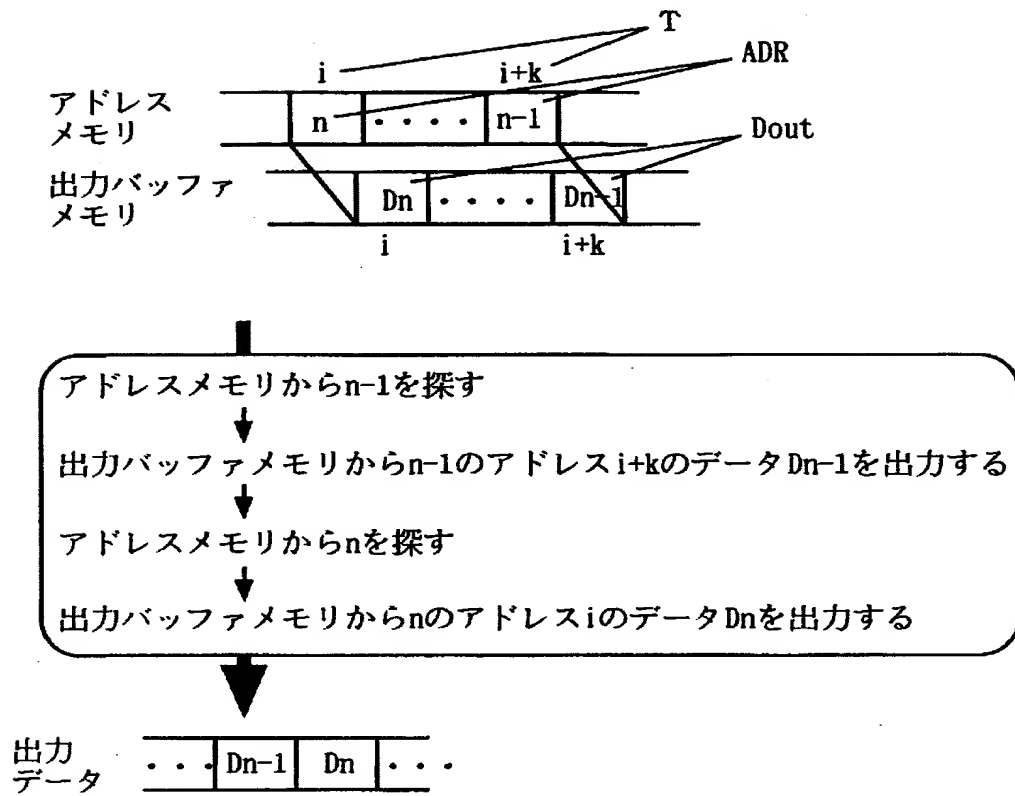 T
i i+k ADR
アドレス
メモリ
n ・・・・ n-1
Dout
出力バッファ
メモリ
Dn ・・・・ Dn-1
i i+k
アドレスメモリからn-1を探す
出力バッファメモリからn-1のアドレスi+kのデータDn-1を出力する
アドレスメモリからnを探す
出力バッファメモリからnのアドレスiのデータDnを出力する
出力
データ
・・・ Dn-1 Dn ・・・